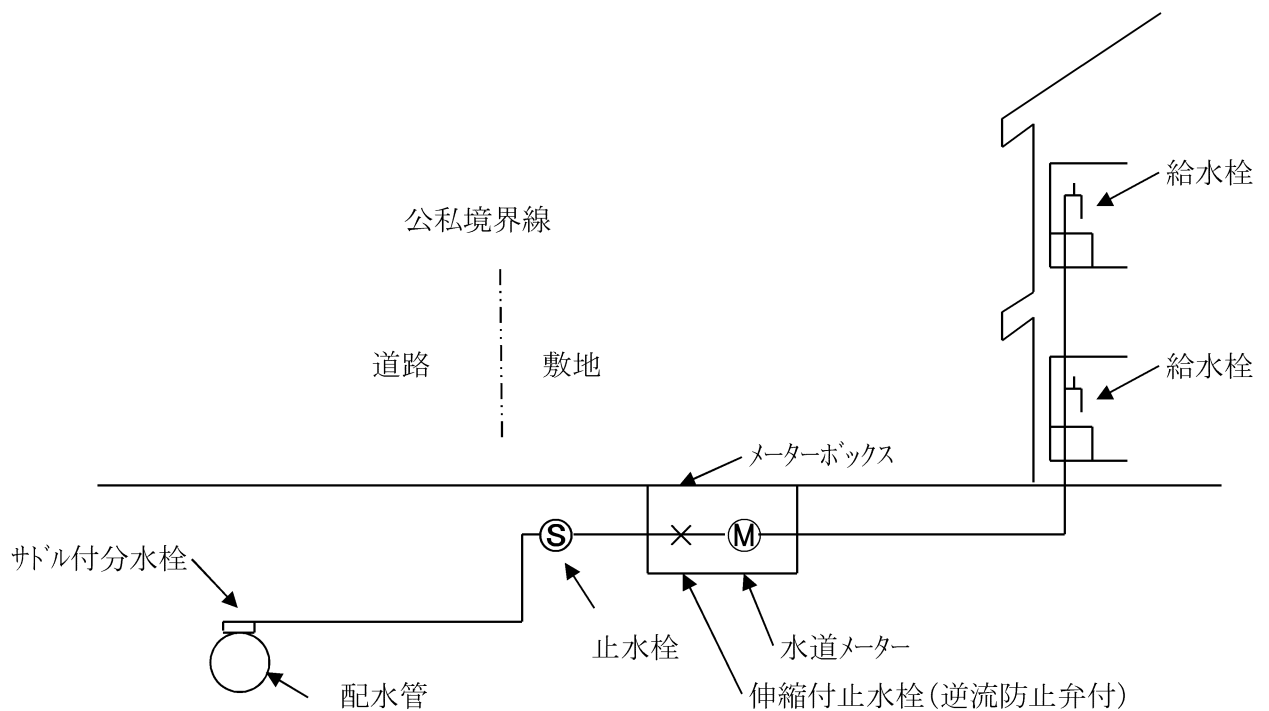 給水栓
公私境界線
道路
敷地
給水栓
ﾒｰﾀｰﾎﾞｯｸｽ
S
M
ｻﾄﾞﾙ付分水栓
止水栓
水道ﾒｰﾀｰ
配水管
伸縮付止水栓(逆流防止弁付)